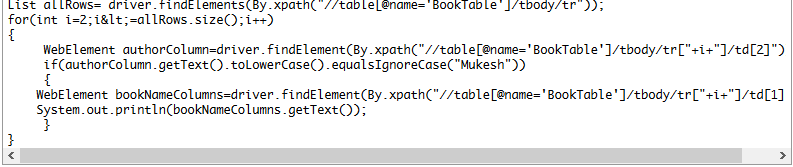 List allRows= driver.findElements(By.xpath("//table[@name='BookTable']/tbody/tr"));
for(int i=2;i&lt;=allRows.size();i++)
{
WebElement authorColumn=driver.findElement(By.xpath("//table[@name='BookTable']/tbody/tr["+i+"]/td[2]")
if(authorColumn.getText().toLowerCase().equalsIgnoreCase("Mukesh"))
{
WebElement bookNameColumns=driver.findElement(By.xpath("//table[@name='BookTable']/tbody/tr["+i+"]/td[1]
System.out.println(bookNameColumns.getText());
}
}